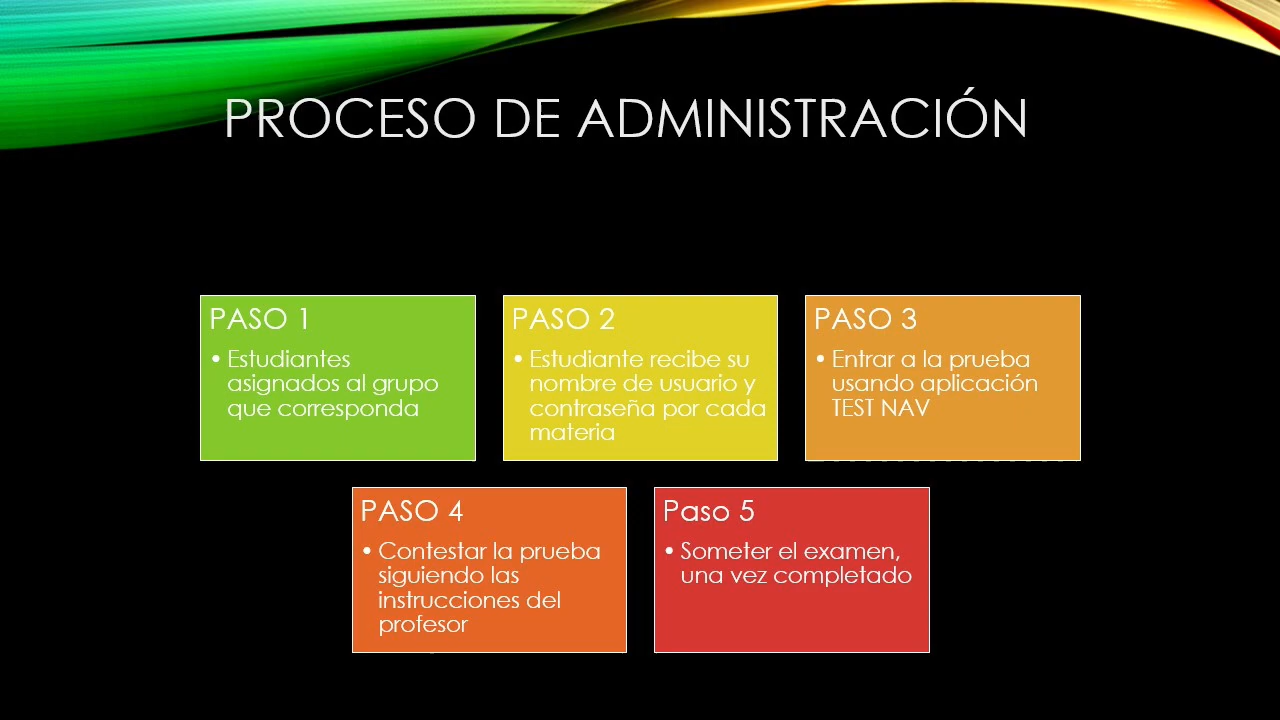 PROCESO DE ADMINISTRACIÓN
PASO 1
• Estudiantes
asignados al grupo
que corresponda
PASO 2
• Estudiante recibe su
nombre de usuario y
contraseña por cada
materia
PASO 3
• Entrar a la prueba
usando aplicación
TEST NAV
PASO 4
• Contestar la prueba
siguiendo las
instrucciones del
profesor
Paso 5
• Someter el examen,
una vez completado